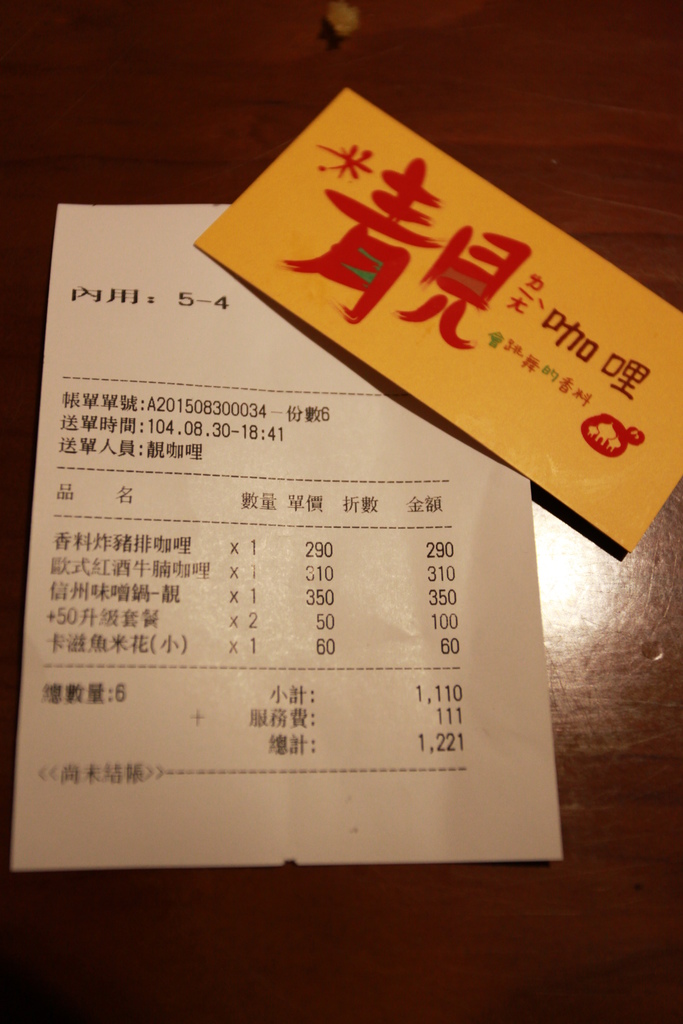 靚
ㄌㄧㄤˋ
咖哩
會跳舞的香料
內用: 5-4
帳單單號:A201508300034-份數6
送單時間:104.08.30-18:41
送單人員:靚咖哩
品 名 數量 單價 折數 金額
香料炸豬排咖哩 x 1 290 290
歐式紅酒牛腩咖哩 x 1 310 310
信州味噌鍋-靚 x 1 350 350
+50升級套餐 x 2 50 100
卡滋魚米花(小) x 1 60 60
總數量:6 小計: 1,110
+ 服務費: 111
總計: 1,221
<<尚未結帳>>